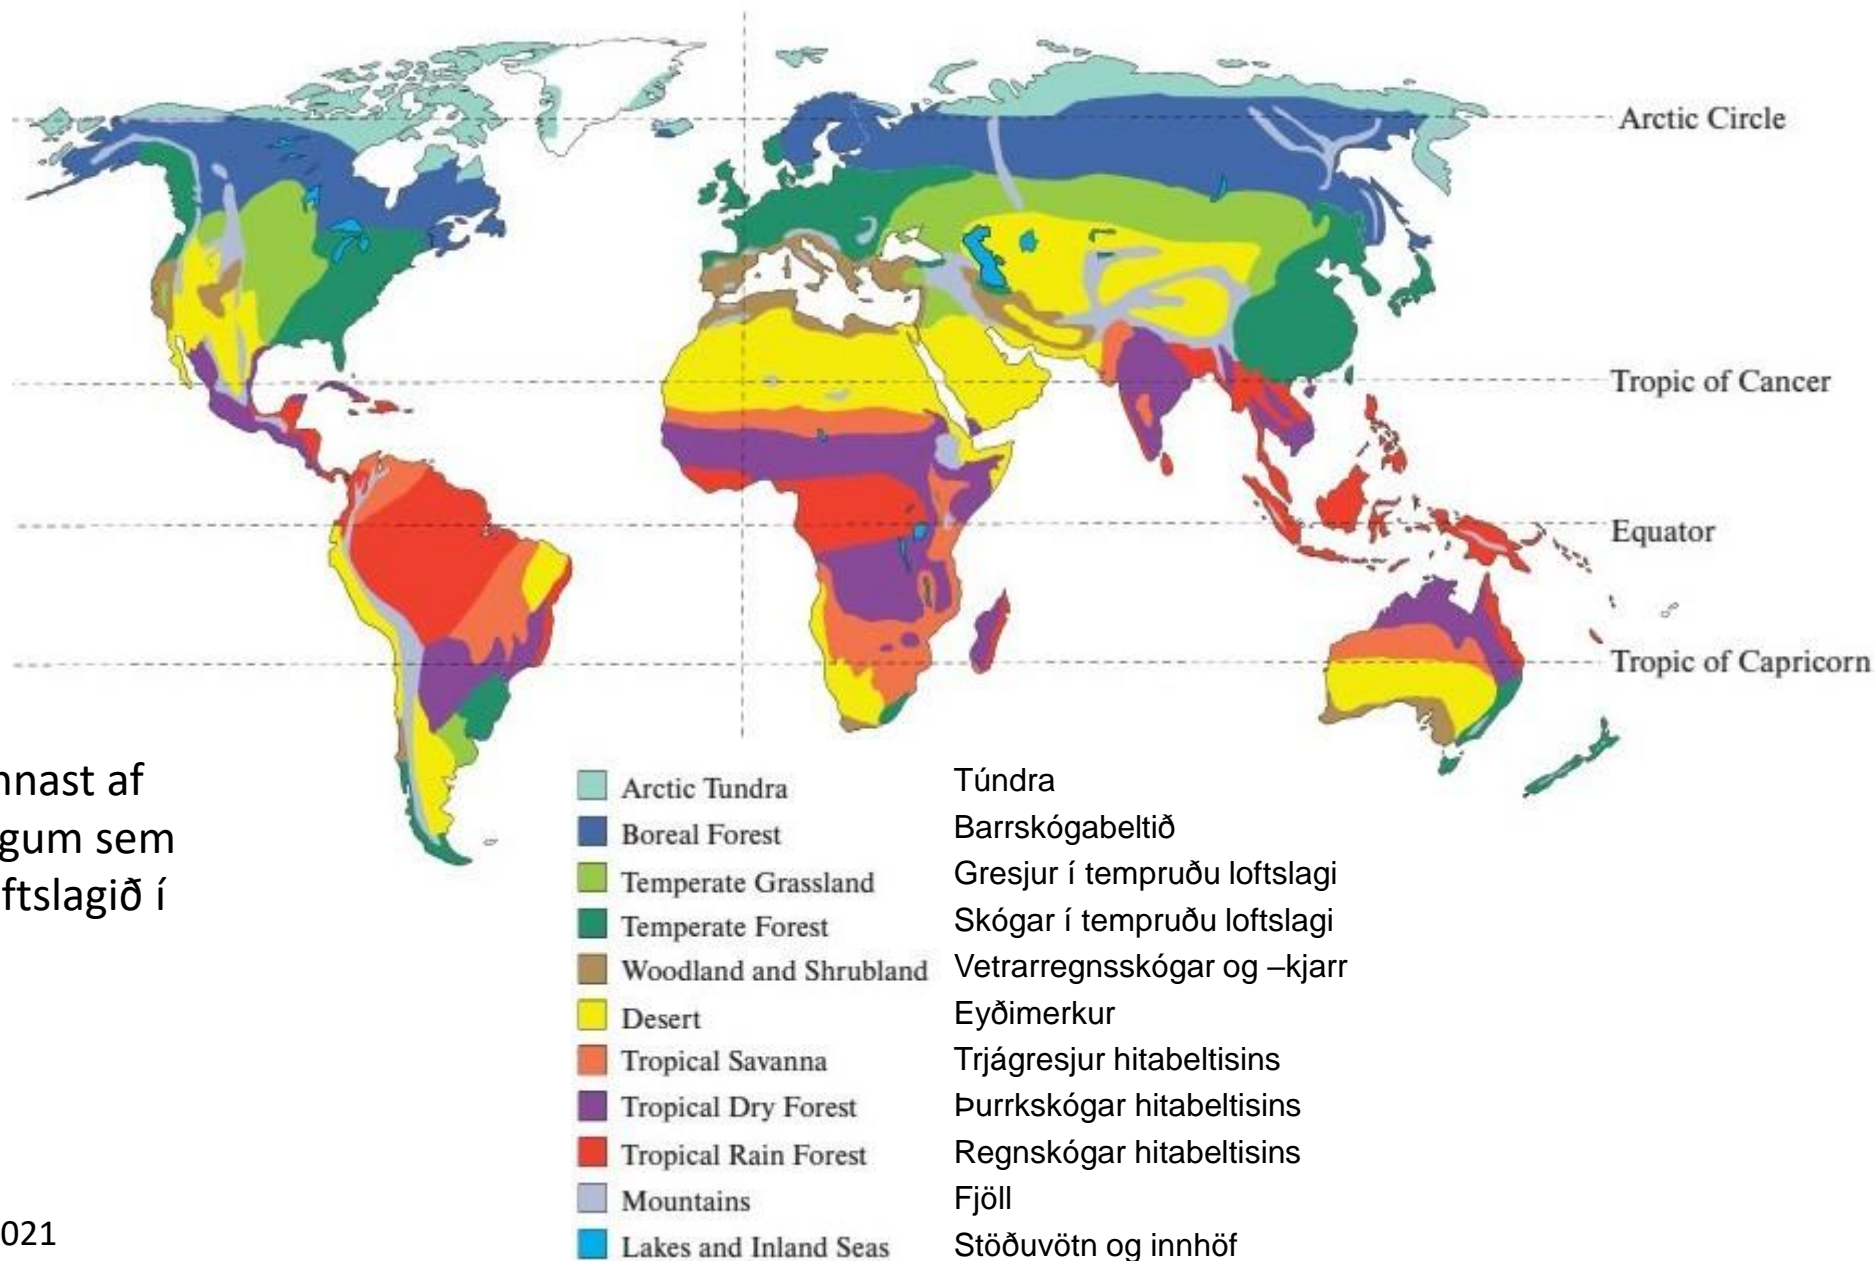 Arctic Circle
Tropic of Cancer
Equator
Tropic of Capricorn
nnast af
gum sem
ftslagið í
Arctic Tundra Túndra
Boreal Forest Barrskógabeltið
Temperate Grassland Gresjur í tempruðu loftslagi
Temperate Forest Skógar í tempruðu loftslagi
Woodland and Shrubland Vetrarregnsskógar og –kjarr
Desert Eyðimerkur
Tropical Savanna Trjágresjur hitabeltisins
Tropical Dry Forest Þurrkskógar hitabeltisins
Tropical Rain Forest Regnskógar hitabeltisins
Mountains Fjöll
Lakes and Inland Seas Stöðuvötn og innhöf
021